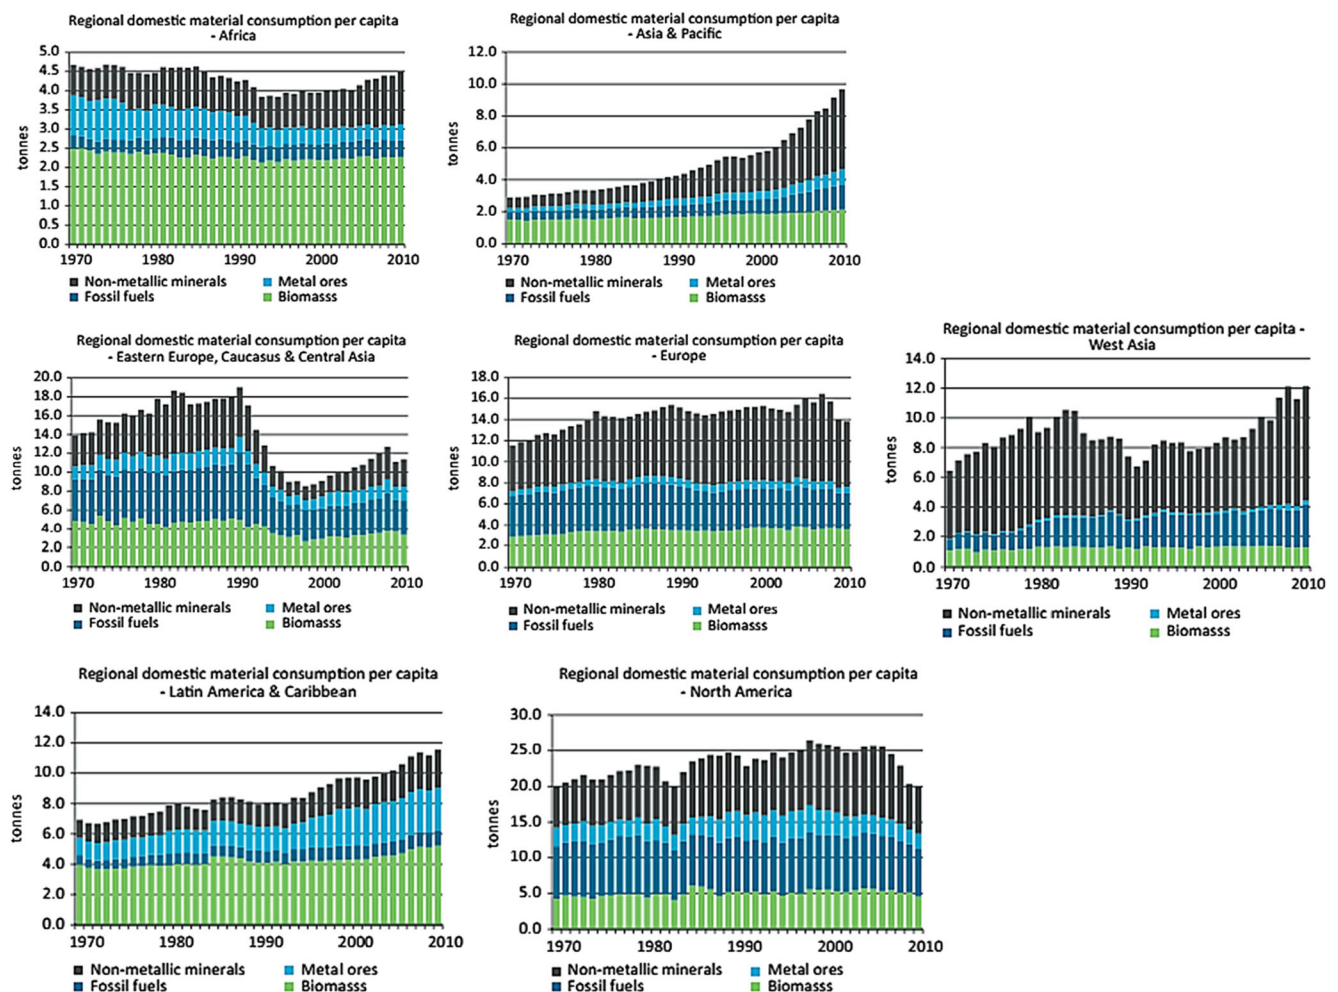 Regional domestic material consumption per capita
- Africa
5.0
4.5
4.0
3.5
3.0
2.5
2.0
1.5
1.0
0.5
0.0
tonnes
1970 1980 1990 2000 2010
Non-metallic minerals Metal ores
Fossil fuels Biomasss
Regional domestic material consumption per capita
- Asia & Pacific
12.0
10.0
8.0
6.0
4.0
2.0
0.0
tonnes
1970 1980 1990 2000 2010
Non-metallic minerals Metal ores
Fossil fuels Biomasss
Regional domestic material consumption per capita
- Eastern Europe, Caucasus & Central Asia
20.0
18.0
16.0
14.0
12.0
10.0
8.0
6.0
4.0
2.0
0.0
tonnes
1970 1980 1990 2000 2010
Non-metallic minerals Metal ores
Fossil fuels Biomasss
Regional domestic material consumption per capita
- Europe
18.0
16.0
14.0
12.0
10.0
8.0
6.0
4.0
2.0
0.0
tonnes
1970 1980 1990 2000 2010
Non-metallic minerals Metal ores
Fossil fuels Biomasss
Regional domestic material consumption per capita -
West Asia
14.0
12.0
10.0
8.0
6.0
4.0
2.0
0.0
tonnes
1970 1980 1990 2000 2010
Non-metallic minerals Metal ores
Fossil fuels Biomasss
Regional domestic material consumption per capita
- Latin America & Caribbean
14.0
12.0
10.0
8.0
6.0
4.0
2.0
0.0
tonnes
1970 1980 1990 2000 2010
Non-metallic minerals Metal ores
Fossil fuels Biomasss
Regional domestic material consumption per capita
- North America
30.0
25.0
20.0
15.0
10.0
5.0
0.0
tonnes
1970 1980 1990 2000 2010
Non-metallic minerals Metal ores
Fossil fuels Biomasss